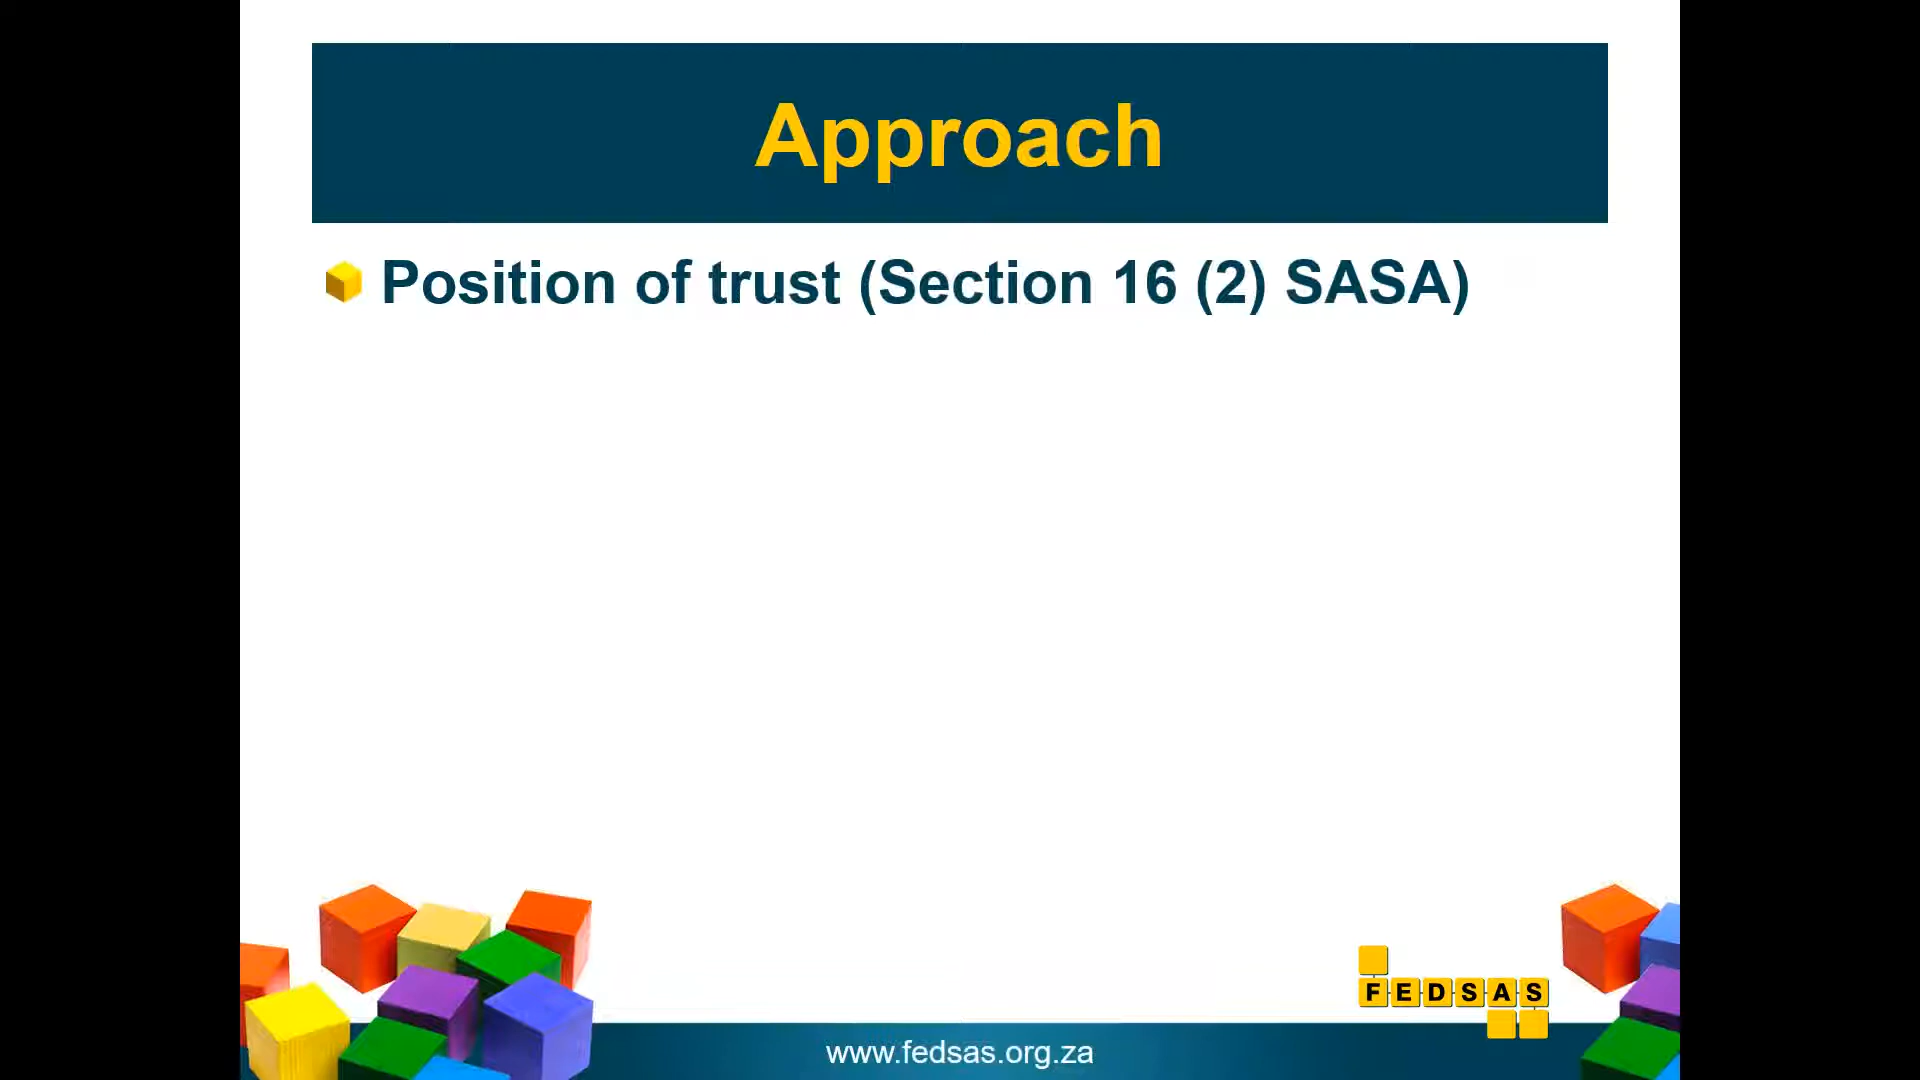 Approach
Position of trust (Section 16 (2) SASA)
FEDSAS
www.fedsas.org.za